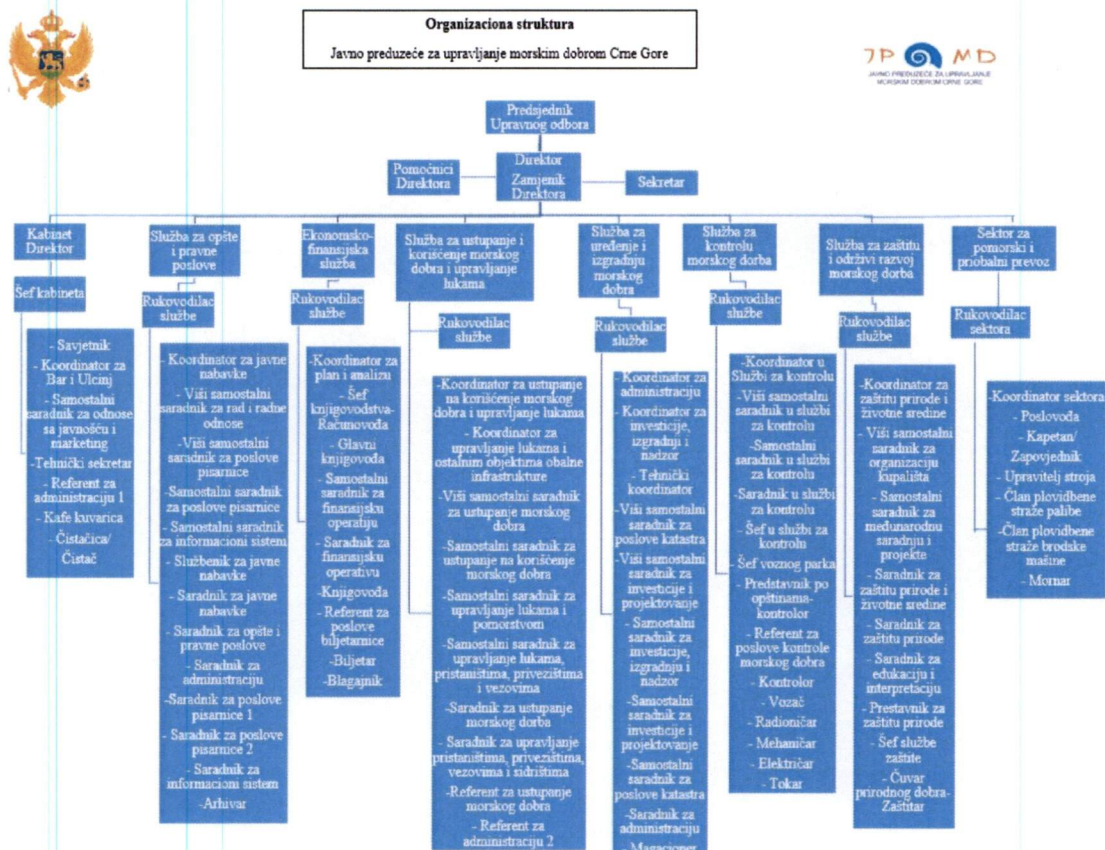 Organizaciona struktura
Javno preduzeće za upravljanje morskim dobrom Crne Gore
JP MD
JAVNO PREDUZEĆE ZA UPRAVLJANJE
MORSKIM DOBROM CRNE GORE
Predsjednik
Upravnog odbora
Direktor
Zamjenik
Direktora
Pomoćnici
Direktora
Sekretar
Kabinet
Direktor
Šef kabineta
- Savjetnik
- Koordinator za
Bar i Ulcinj
- Samostalni
saradnik za odnose
sa javnošću i
marketing
-Tehnički sekretar
- Referent za
administraciju 1
- Kafe kuvarica
- Čistačica/
Čistač
Služba za opšte
i pravne
poslove
Rukovodilac
službe
- Koordinator za javne
nabavke
- Viši samostalni
saradnik za rad i radne
odnose
-Viši samostalni
saradnik za poslove
pisarnice
-Samostalni saradnik
za poslove pisarnice
- Samostalni saradnik
za informacioni sistem
- Službenik za javne
nabavke
- Saradnik za javne
nabavke
- Saradnik za opšte i
pravne poslove
- Saradnik za
administraciju
-Saradnik za poslove
pisarnice 1
- Saradnik za poslove
pisarnice 2
- Saradnik za
informacioni sistem
- Arhivar
Ekonomsko-
finansijska
služba
Rukovodilac
službe
-Koordinator za
plan i analizu
- Šef
knjigovodstva-
Računovođa
- Glavni
knjigovođa
- Samostalni
saradnik za
finansijsku
operatiju
- Saradnik za
finansijsku
operativu
-Knjigovođa
- Referent za
poslove
biljetarnice
-Biljetar
-Blagajnik
Služba za ustupanje i
korišćenje morskog
dobra i upravljanje
lukama
Rukovodilac
službe
-Koordinator za ustupanje
na korišćenje morskog
dobra i upravljanje lukama
- Koordinator za
upravljanje lukama i
ostalnim objektima obalne
infrastrukture
-Viši samostalni saradnik
za ustupanje morskog
dobra
-Samostalni saradnik za
ustupanje na korišćenje
morskog dobra
-Samostalni saradnik za
upravljanje lukama i
pomorstvom
-Samostalni saradnik za
upravljanje lukama,
pristaništima, privezištima
i vezovima
-Saradnik za ustupanje
morskog dorba
- Saradnik za upravljanje
pristaništima, privezištima,
vezovima i sidrištima
-Referent za ustupanje
morskog dobra
- Referent za
administraciju 2
Služba za
uređenje i
izgradnju
morskog
dobra
Rukovodilac
službe
- Koordinator za
administraciju
- Koordinator za
investicije,
izgradnju i
nadzor
- Tehnički
koordinator
-Viši samostalni
saradnik za
poslove katastra
-Viši samostalni
saradnik za
investicije i
projektovanje
- Samostalni
saradnik za
investicije,
izgradnju i
nadzor
-Samostalni
saradnik za
investicije i
projektovanje
-Samostalni
saradnik za
poslove katastra
-Saradnik za
administraciju
- Magacioner
Služba za
kontrolu
morskog dorba
Rukovodilac
službe
-Koordinator u
Službi za kontrolu
-Viši samostalni
saradnik u službi
za kontrolu
-Samostalni
saradnik u službi
za kontrolu
-Saradnik u službi
za kontrolu
-Šef u službi za
kontrolu
- Šef voznog parka
-Predstavnik po
opštinama-
kontrolor
- Referent za
poslove kontrole
morskog dobra
- Kontrolor
- Vozač
- Radioničar
- Mehaničar
- Električar
- Tokar
Služba za zaštitu
i održivi razvoj
morskog dorba
Rukovodilac
službe
-Koordinator za
zaštitu prirode i
životne sredine
- Viši samostalni
saradnik za
organizaciju
kupališta
- Samostalni
saradnik za
međunarodnu
saradnju i
projekte
- Saradnik za
zaštitu prirode i
životne sredine
- Saradnik za
zaštitu prirode
- Saradnik za
edukaciju i
interpretaciju
- Prestavnik za
zaštitu prirode
- Šef službe
zaštite
- Čuvar
prirodnog dobra-
Zaštitar
Sektor za
pomorski i
priobalni prevoz
Rukovodilac
sektora
-Koordinator sektora
- Poslovođa
- Kapetan/
Zapovjednik
- Upravitelj stroja
- Član plovidbene
straže palibe
-Član plovidbene
straže brodske
mašine
- Mornar